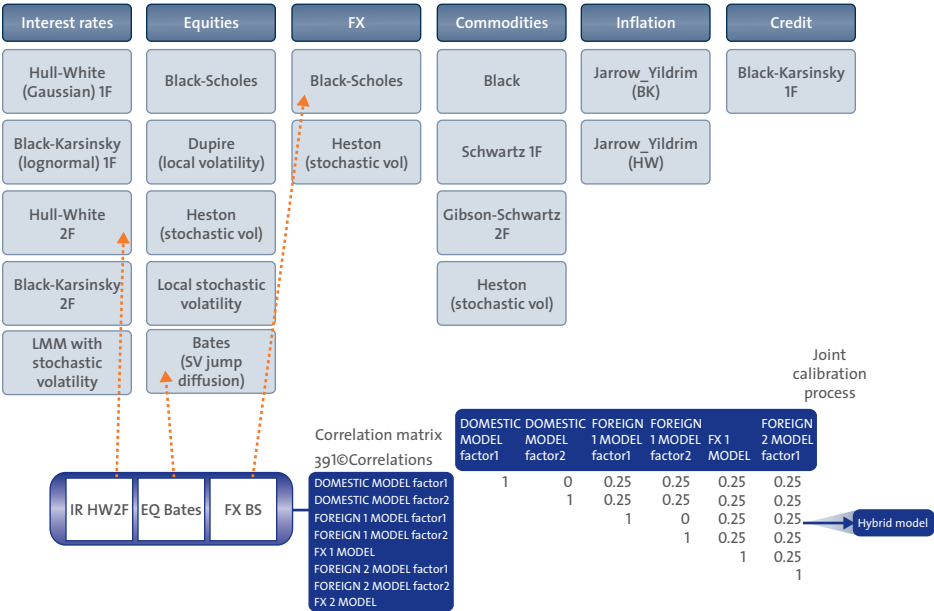 Interest rates
Equities
FX
Commodities
Inflation
Credit
Hull-White
(Gaussian) 1F
Black-Karsinsky
(lognormal) 1F
Hull-White
2F
Black-Karsinsky
2F
LMM with
stochastic
volatility
Black-Scholes
Dupire
(local volatility)
Heston
(stochastic vol)
Local stochastic
volatility
Bates
(SV jump
diffusion)
Black-Scholes
Heston
(stochastic vol)
Black
Schwartz 1F
Gibson-Schwartz
2F
Heston
(stochastic vol)
Jarrow_Yildrim
(BK)
Jarrow_Yildrim
(HW)
Black-Karsinsky
1F
Joint
calibration
process
IR HW2F
EQ Bates
FX BS
Correlation matrix
391©Correlations
DOMESTIC MODEL factor1
DOMESTIC MODEL factor2
FOREIGN 1 MODEL factor1
FOREIGN 1 MODEL factor2
FX 1 MODEL
FOREIGN 2 MODEL factor1
FOREIGN 2 MODEL factor2
FX 2 MODEL
DOMESTIC
MODEL
factor1
DOMESTIC
MODEL
factor2
FOREIGN
1 MODEL
factor1
FOREIGN
1 MODEL
factor2
FX 1
MODEL
FOREIGN
2 MODEL
factor1
1 0 0.25 0.25 0.25 0.25
1 0.25 0.25 0.25 0.25
1 0 0.25 0.25
1 0.25 0.25
1 0.25
1
Hybrid model